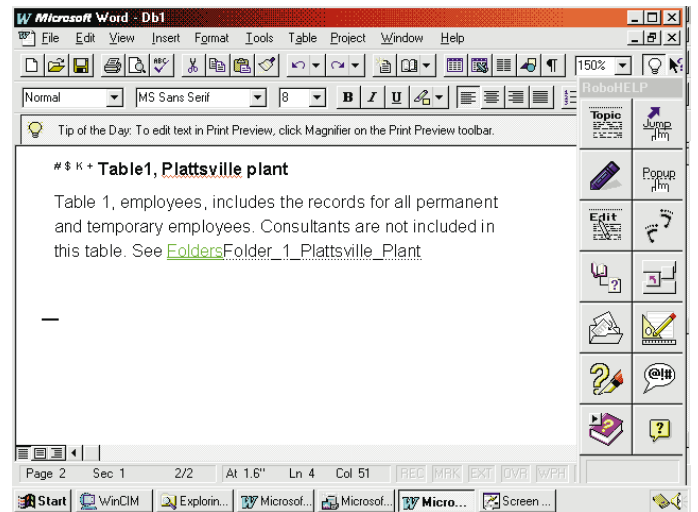 Microsoft Word - Db1
File Edit View Insert Format Tools Table Project Window Help
150%
Normal MS Sans Serif 8 B I U
RoboHELP
Tip of the Day: To edit text in Print Preview, click Magnifier on the Print Preview toolbar.
Topic Jump
Popup
Edit
# $ K + Table1, Plattsville plant
Table 1, employees, includes the records for all permanent
and temporary employees. Consultants are not included in
this table. See EoldersFolder_1_Plattsville_Plant
@!#
Page 2 Sec 1 2/2 At 1.6" Ln 4 Col 51 REC MRK EXT OVR WPH
Start WinCIM Explorin... Microsof... Microsof... Micro... Screen ...